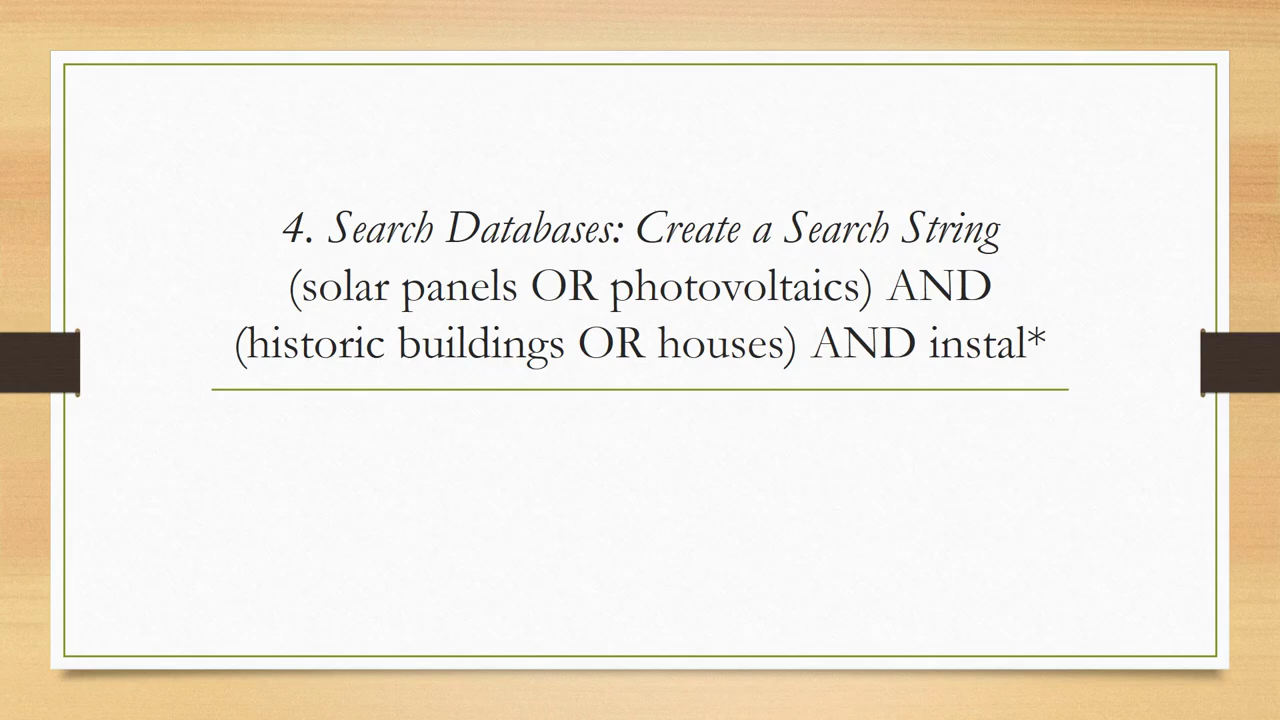 4. Search Databases: Create a Search String
(solar panels OR photovoltaics) AND
(historic buildings OR houses) AND instal*